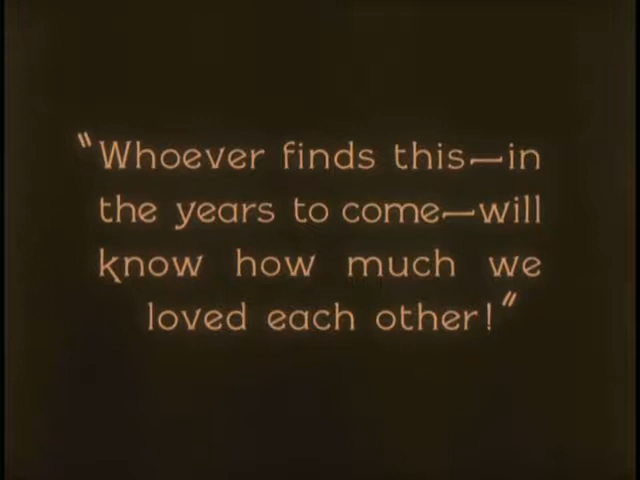 "Whoever finds this—in
the years to come—will
know how much we
loved each other!"